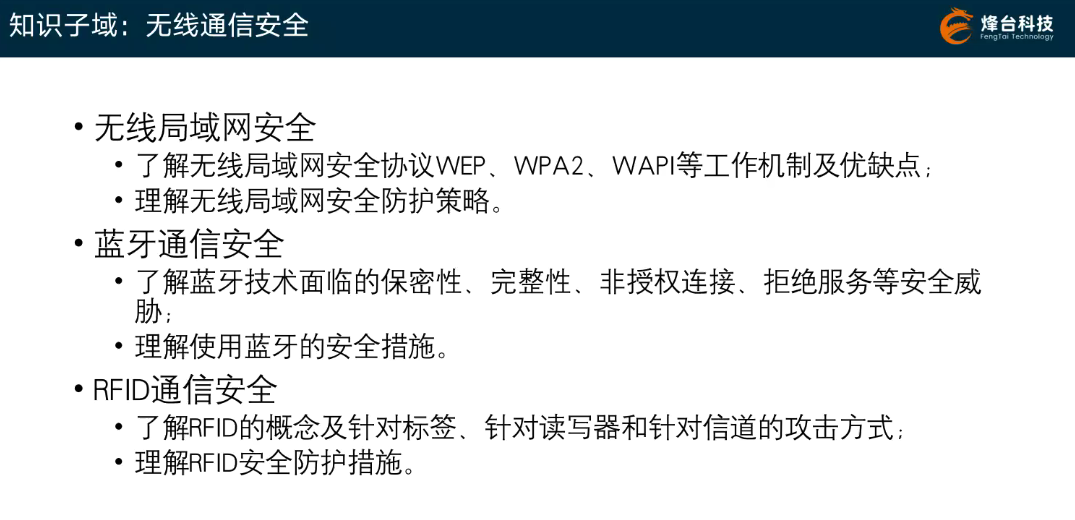 知识子域：无线通信安全
烽台科技
FengTai Technology
• 无线局域网安全
• 了解无线局域网安全协议WEP、WPA2、WAPI等工作机制及优缺点；
• 理解无线局域网安全防护策略。
• 蓝牙通信安全
• 了解蓝牙技术面临的保密性、完整性、非授权连接、拒绝服务等安全威
胁；
• 理解使用蓝牙的安全措施。
• RFID通信安全
• 了解RFID的概念及针对标签、针对读写器和针对信道的攻击方式；
• 理解RFID安全防护措施。